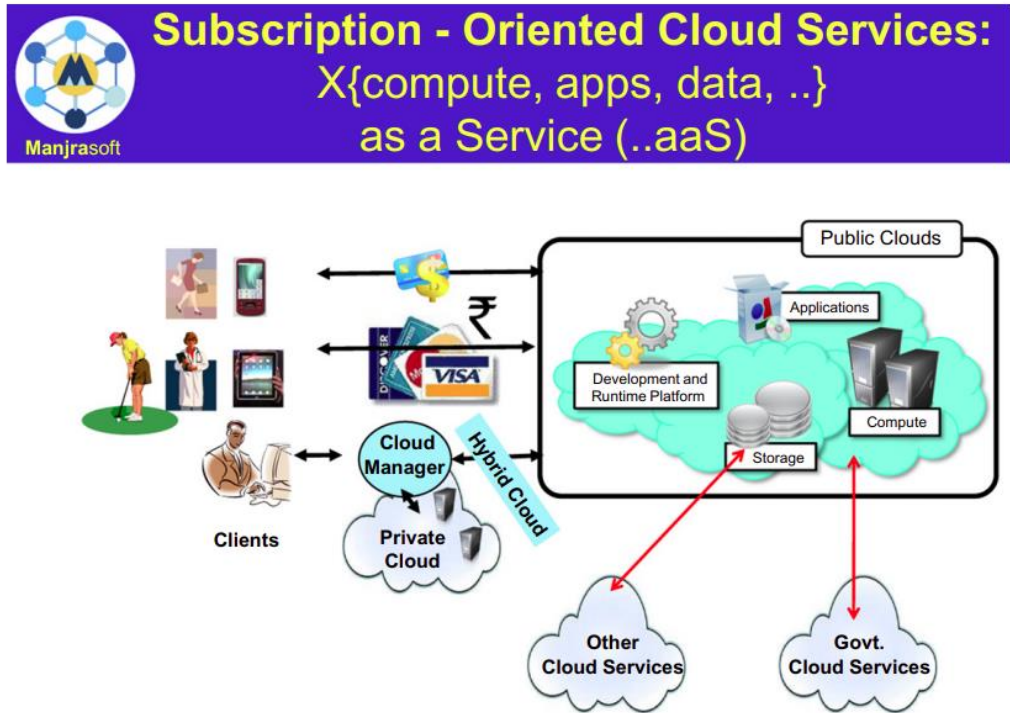 Subscription - Oriented Cloud Services:
X{compute, apps, data, ..}
as a Service (..aaS)
M
Manjrasoft
Public Clouds
$
₹
DISCOVER
VISA
Applications
Development and
Runtime Platform
Compute
Storage
Cloud
Manager
Hybrid Cloud
Private
Cloud
Clients
Other
Cloud Services
Govt.
Cloud Services